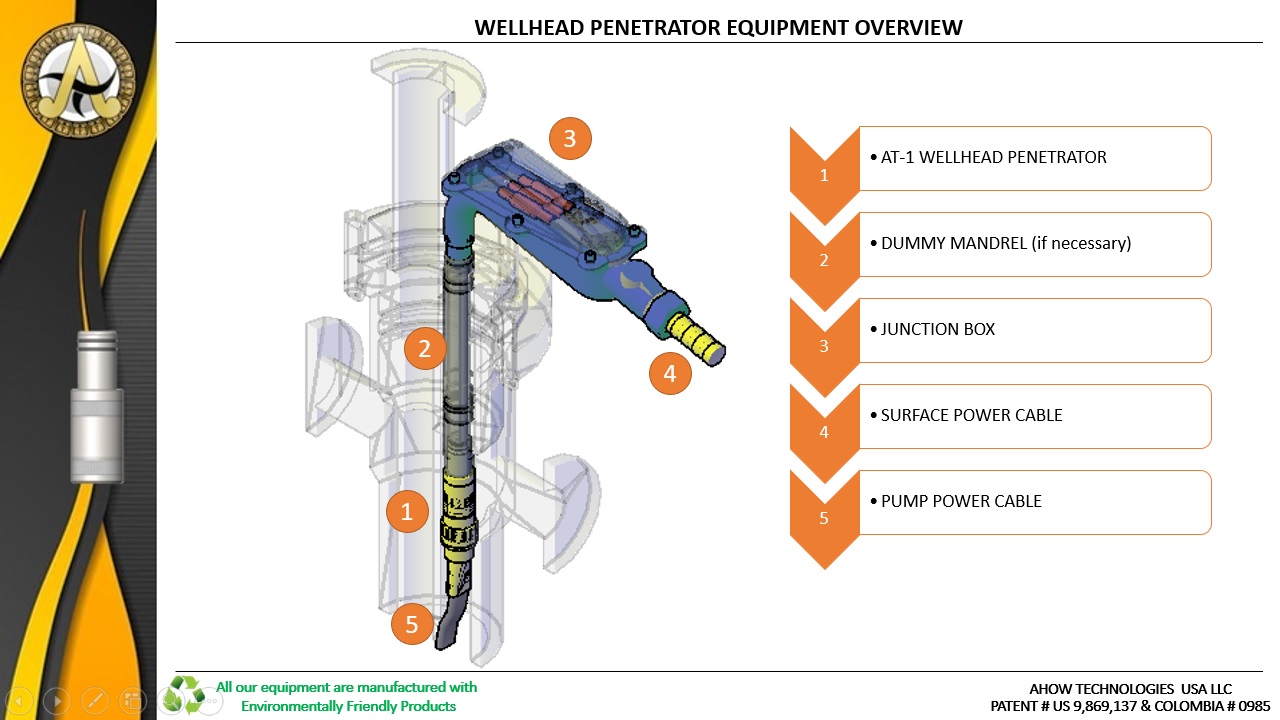 WELLHEAD PENETRATOR EQUIPMENT OVERVIEW
3
2
4
1
5
1
• AT-1 WELLHEAD PENETRATOR
2
• DUMMY MANDREL (if necessary)
3
• JUNCTION BOX
4
• SURFACE POWER CABLE
5
• PUMP POWER CABLE
All our equipment are manufactured with
Environmentally Friendly Products
AHOW TECHNOLOGIES USA LLC
PATENT # US 9,869,137 & COLOMBIA # 0985